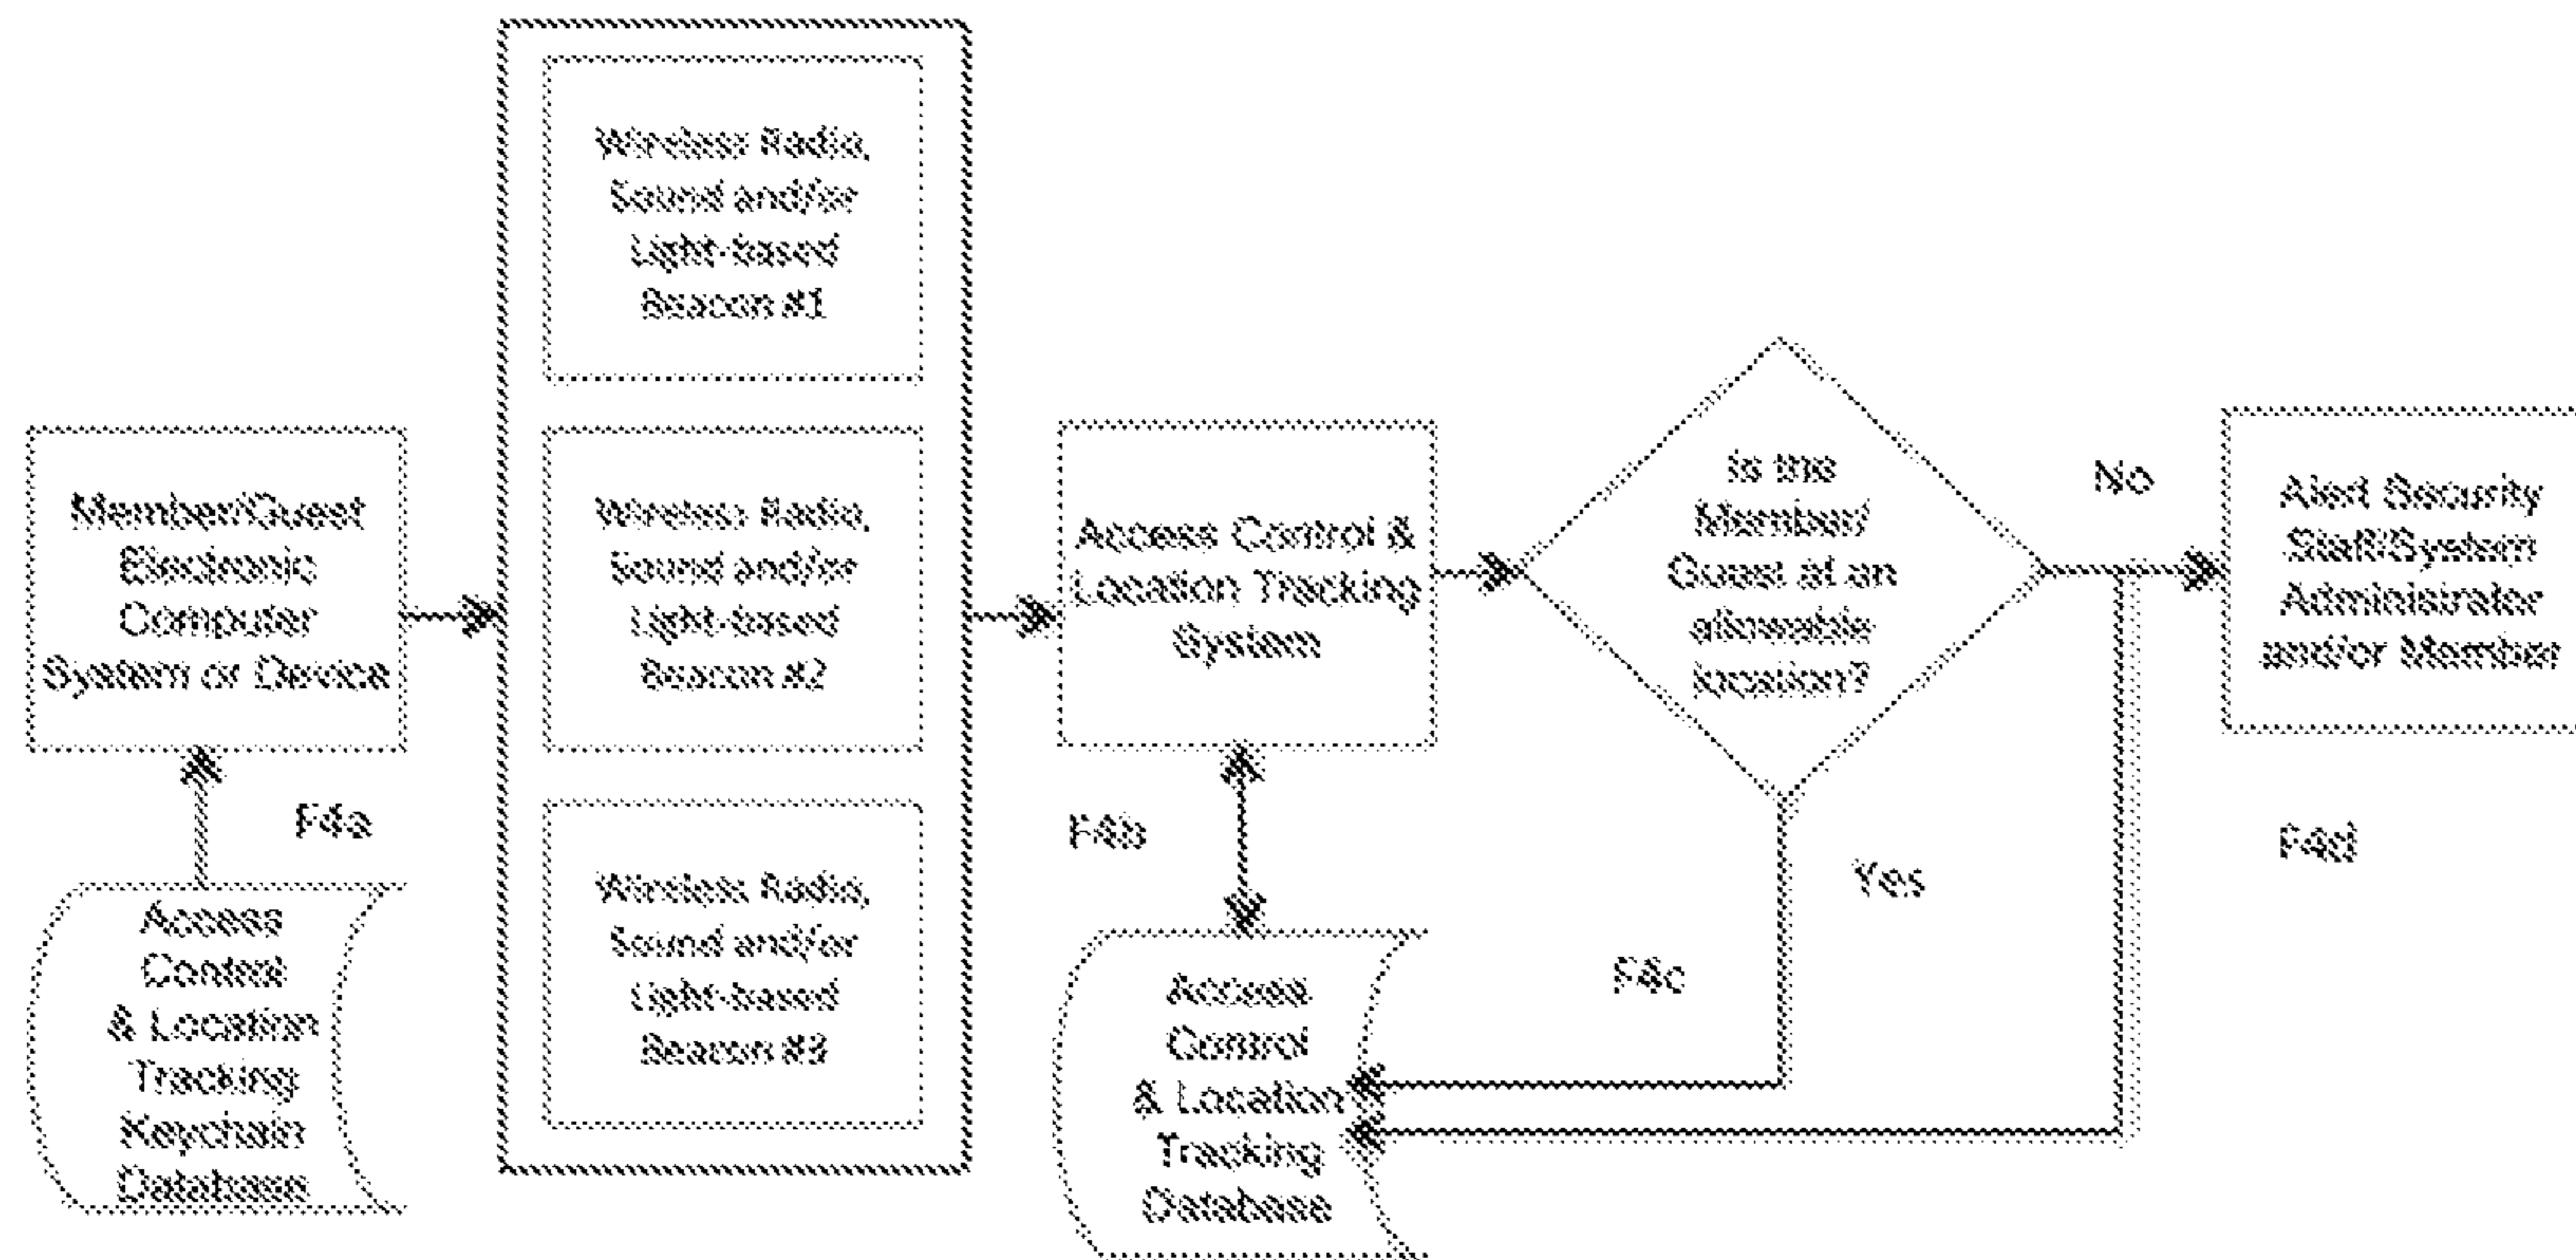 Wireless Radio,
Sound and/or
Light-based
Beacon #1
Member/Guest
Electronic
Computer
System or Device
Wireless Radio,
Sound and/or
Light-based
Beacon #2
Access Control &
Location Tracking
System
Is the
Member/
Guest at an
allowable
location?
No
Alert Security
Staff/System
Administrator
and/or Member
F4a
F4b
F4d
Yes
F4c
Access
Control
& Location
Tracking
Keychain
Database
Wireless Radio,
Sound and/or
Light-based
Beacon #3
Access
Control
& Location
Tracking
Database